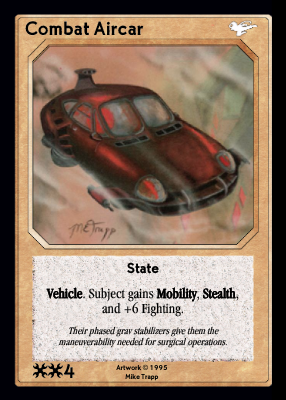 Combat Aircar
M.E. Trapp
State
Vehicle. Subject gains Mobility, Stealth,
and +6 Fighting.
Their phased grav stabilizers give them the
maneuverability needed for surgical operations.
Artwork © 1995
Mike Trapp
4